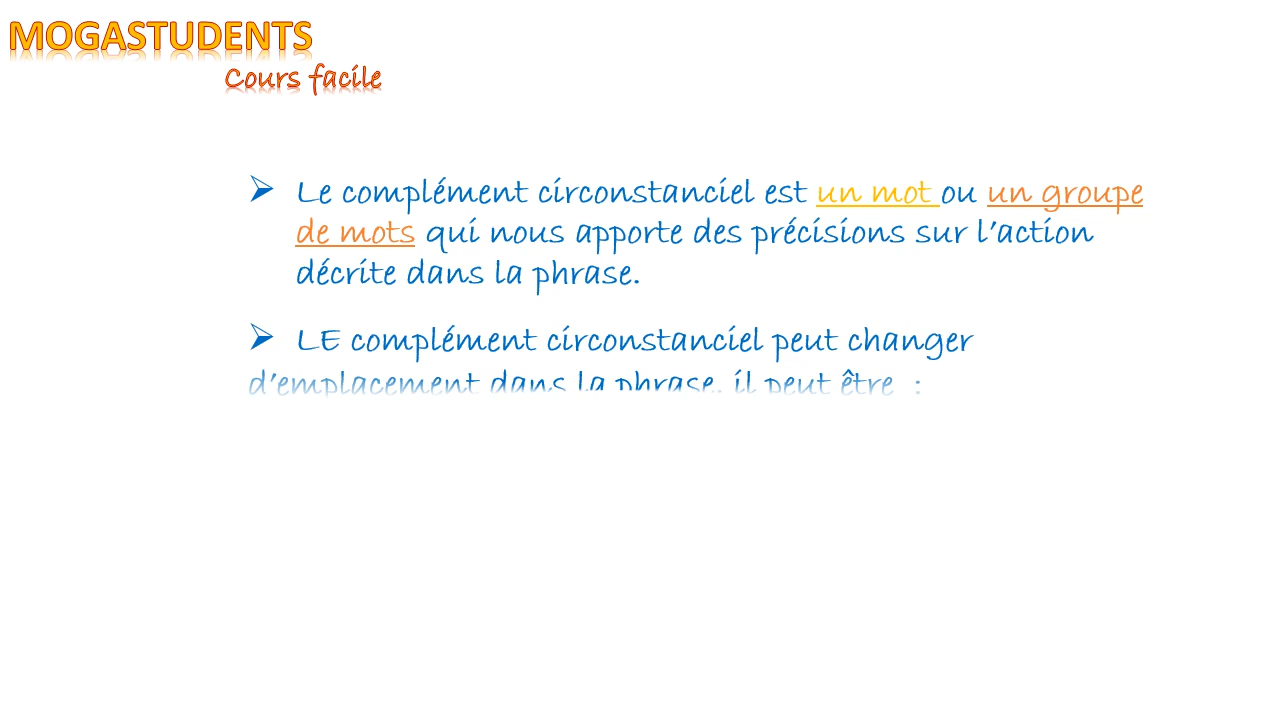 MOGASTUDENTS
Cours facile
➢ Le complément circonstanciel est un mot ou un groupe
de mots qui nous apporte des précisions sur l’action
décrite dans la phrase.
➢ LE complément circonstanciel peut changer
d’emplacement dans la phrase, il peut être :